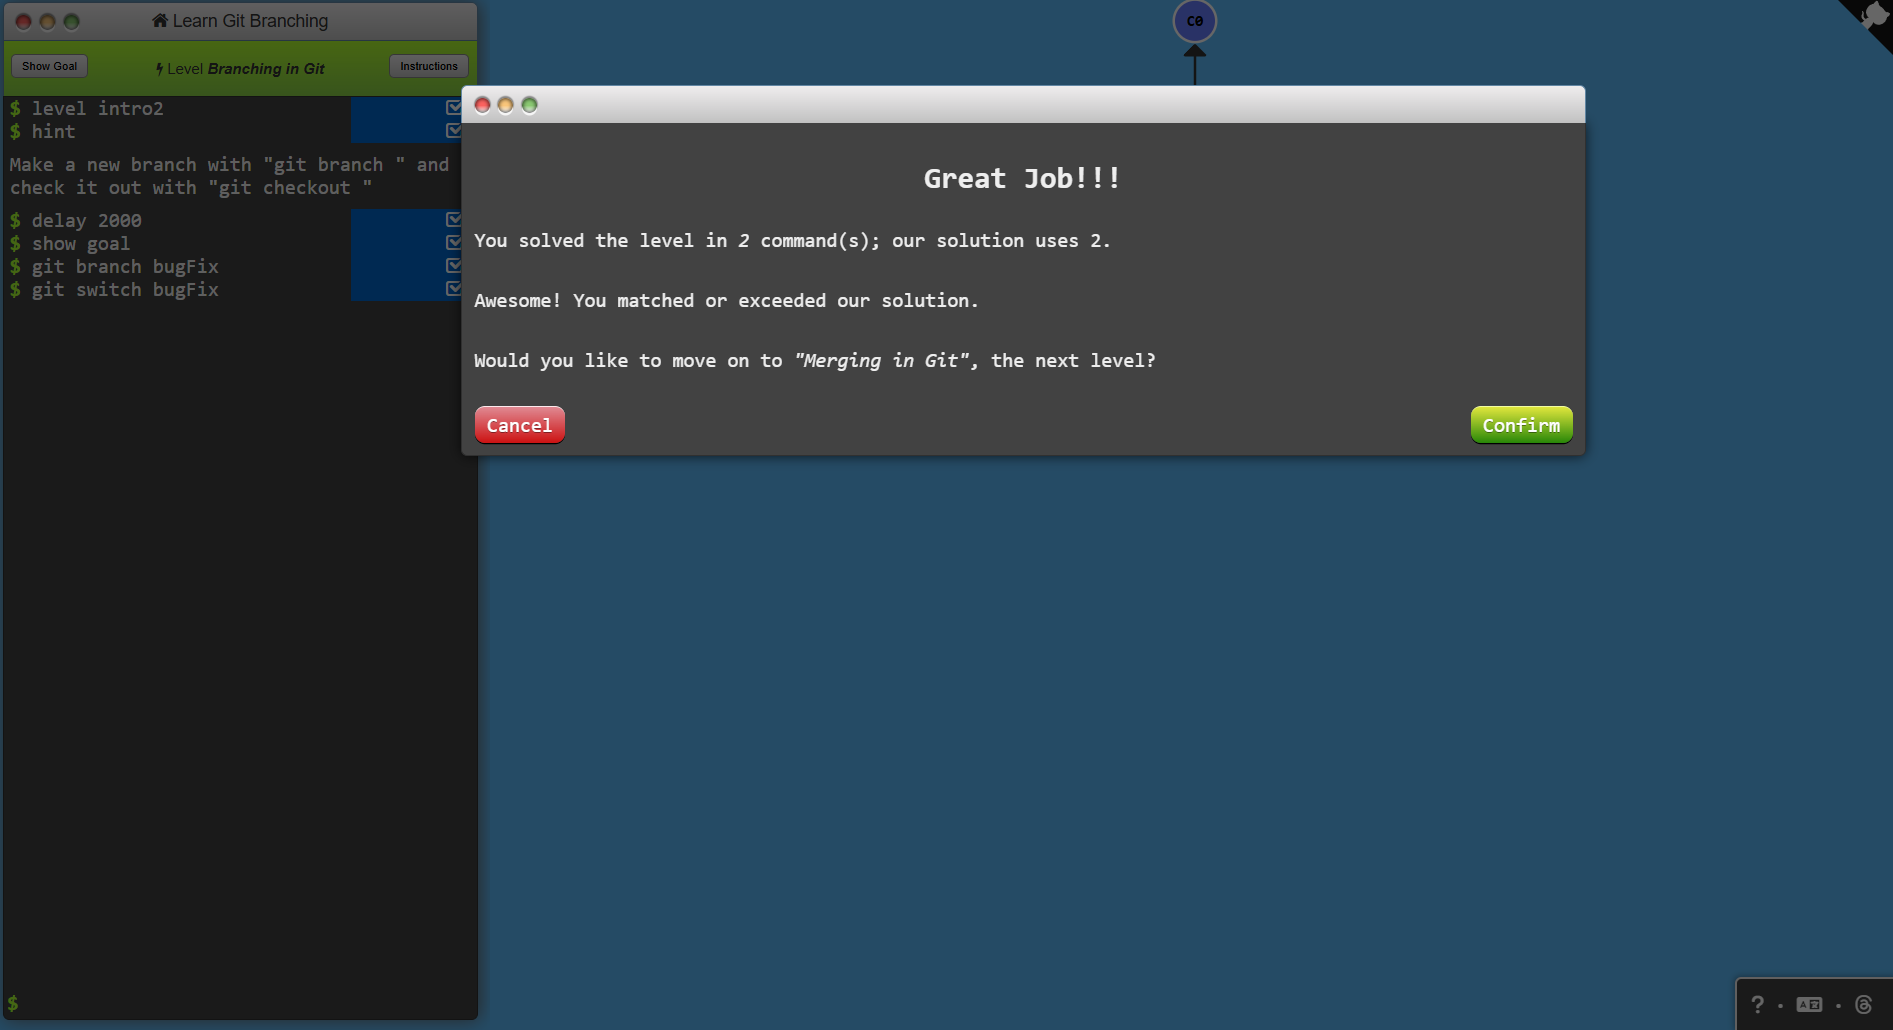 Learn Git Branching
Show Goal
Level Branching in Git
Instructions
$ level intro2
$ hint
Make a new branch with "git branch " and
check it out with "git checkout "
$ delay 2000
$ show goal
$ git branch bugFix
$ git switch bugFix
$
C0
Great Job!!!
You solved the level in 2 command(s); our solution uses 2.
Awesome! You matched or exceeded our solution.
Would you like to move on to "Merging in Git", the next level?
Cancel
Confirm
?